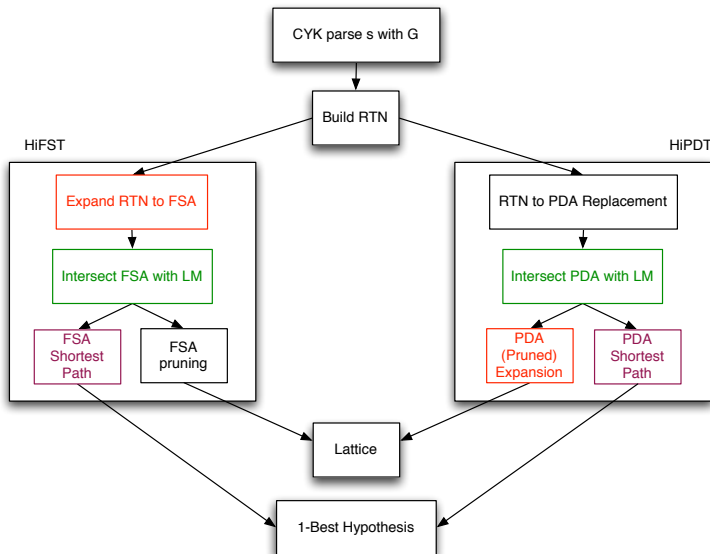 CYK parse s with G
Build RTN
HiFST
HiPDT
Expand RTN to FSA
RTN to PDA Replacement
Intersect FSA with LM
Intersect PDA with LM
FSA
Shortest
Path
FSA
pruning
PDA
(Pruned)
Expansion
PDA
Shortest
Path
Lattice
1-Best Hypothesis